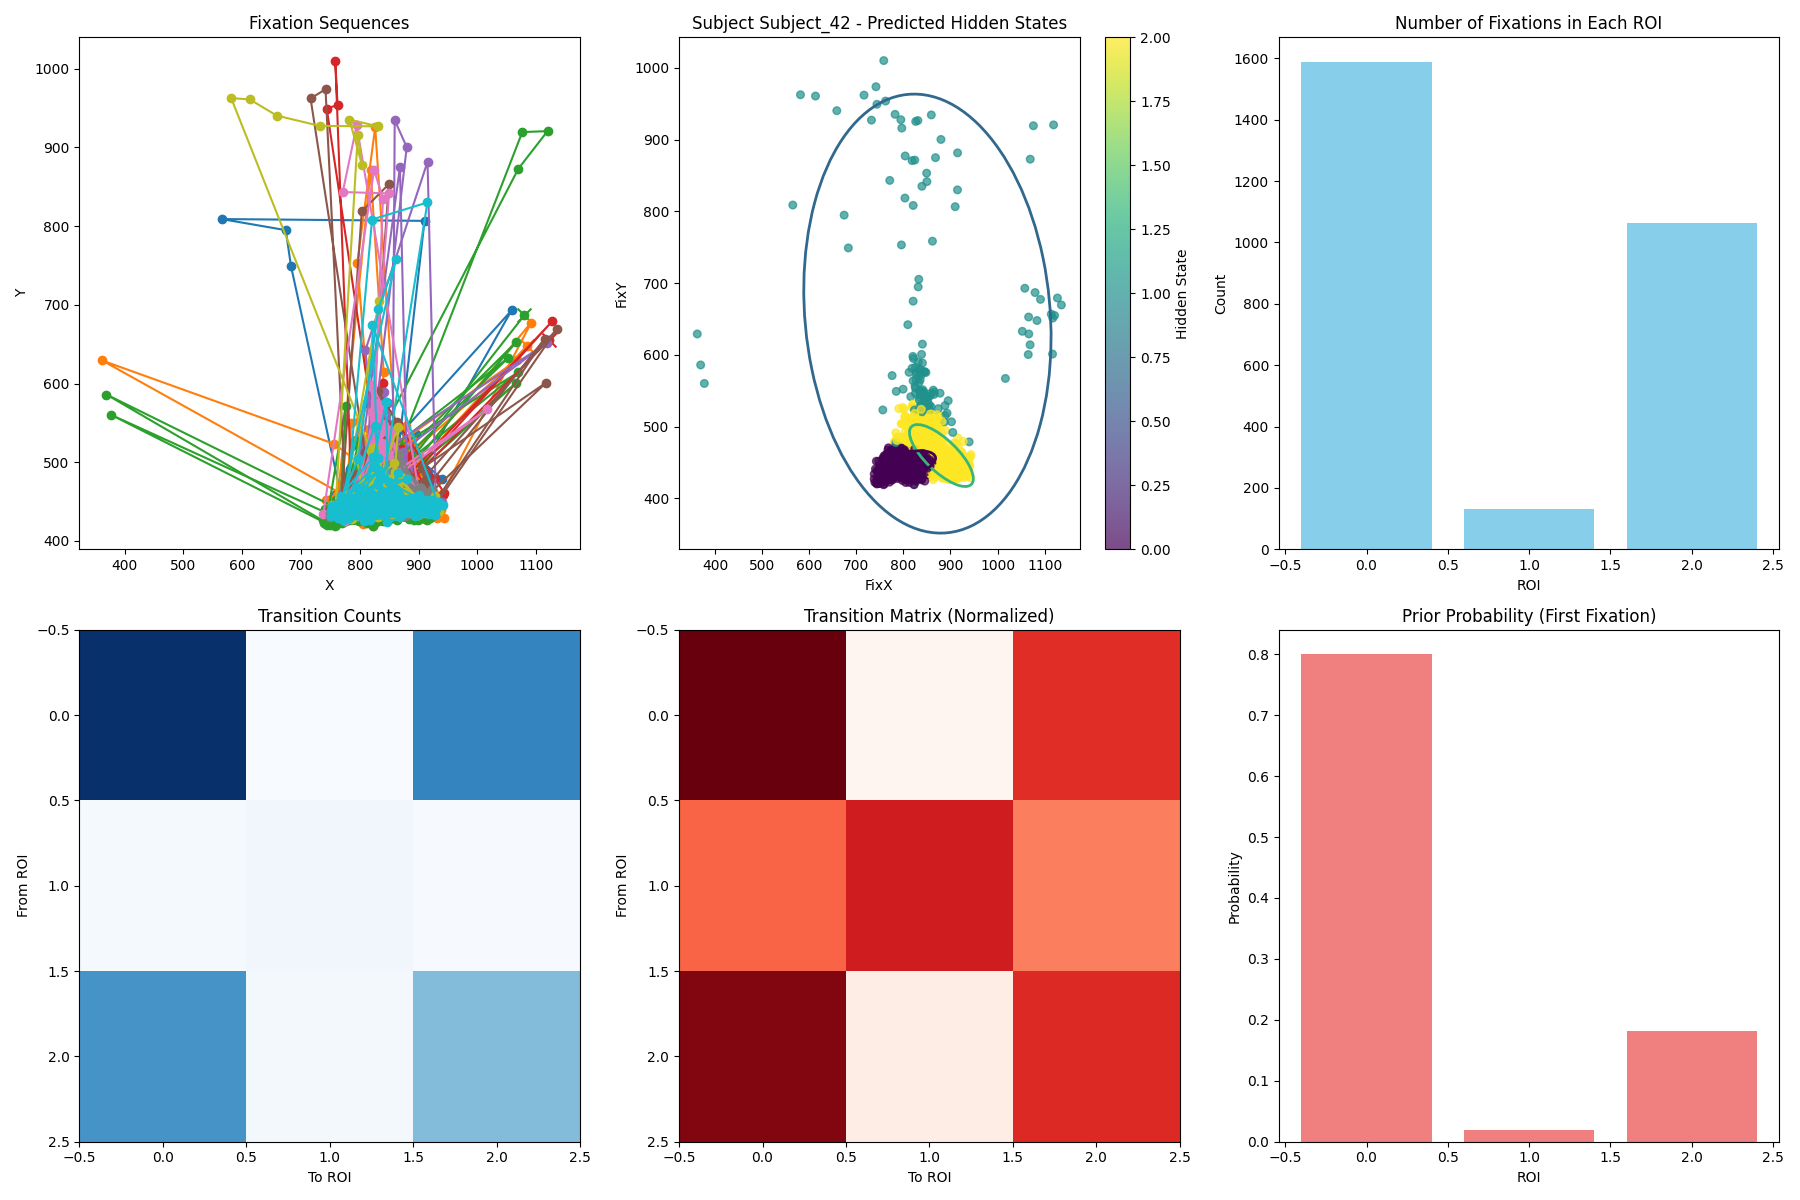 Fixation Sequences
Y
1000
900
800
700
600
500
400
400 500 600 700 800 900 1000 1100
X
Subject Subject_42 - Predicted Hidden States
FixY
1000
900
800
700
600
500
400
400 500 600 700 800 900 1000 1100
FixX
2.00
1.75
1.50
1.25
1.00
0.75
0.50
0.25
0.00
Hidden State
Number of Fixations in Each ROI
Count
1600
1400
1200
1000
800
600
400
200
0
−0.5 0.0 0.5 1.0 1.5 2.0 2.5
ROI
Transition Counts
From ROI
−0.5
0.0
0.5
1.0
1.5
2.0
2.5
−0.5 0.0 0.5 1.0 1.5 2.0 2.5
To ROI
Transition Matrix (Normalized)
From ROI
−0.5
0.0
0.5
1.0
1.5
2.0
2.5
−0.5 0.0 0.5 1.0 1.5 2.0 2.5
To ROI
Prior Probability (First Fixation)
Probability
0.8
0.7
0.6
0.5
0.4
0.3
0.2
0.1
0.0
−0.5 0.0 0.5 1.0 1.5 2.0 2.5
ROI